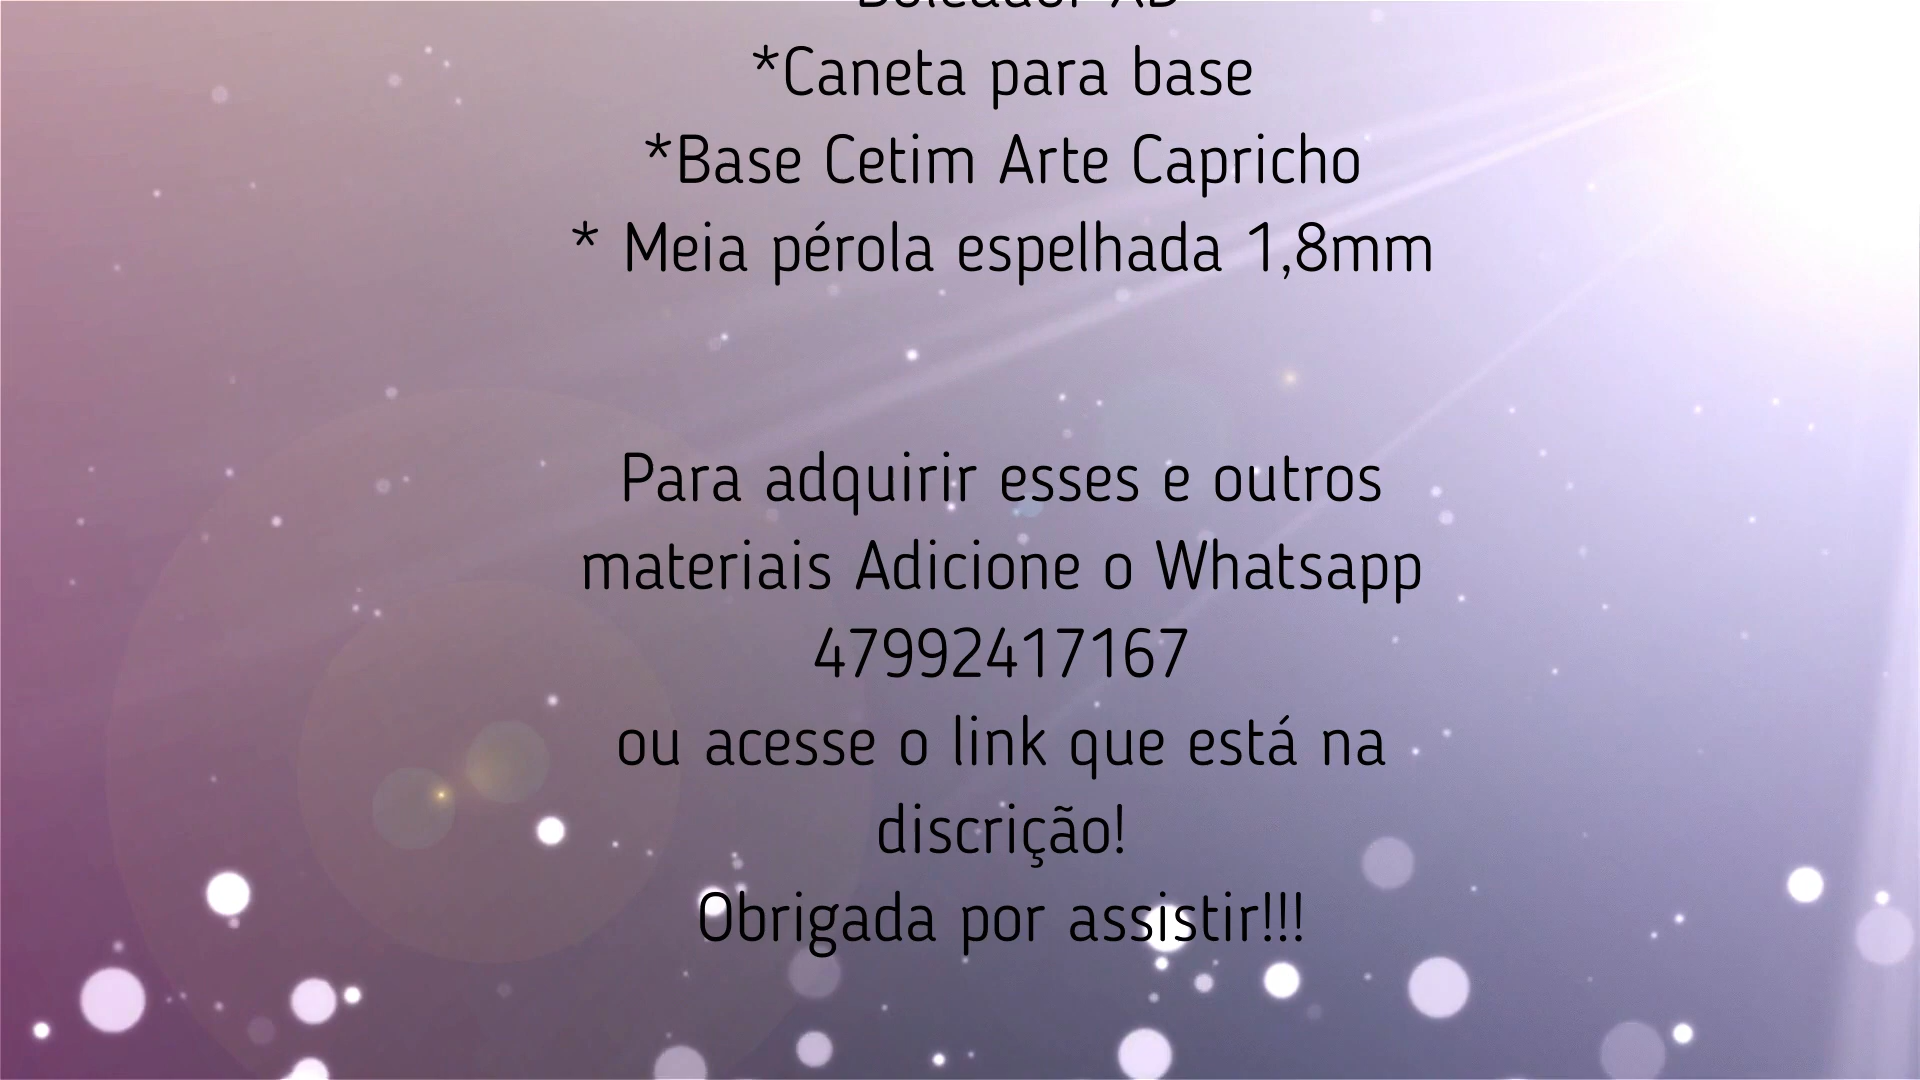 *Caneta para base
*Base Cetim Arte Capricho
* Meia pérola espelhada 1,8mm
Para adquirir esses e outros
materiais Adicione o Whatsapp
47992417167
ou acesse o link que está na
discrição!
Obrigada por assistir!!!